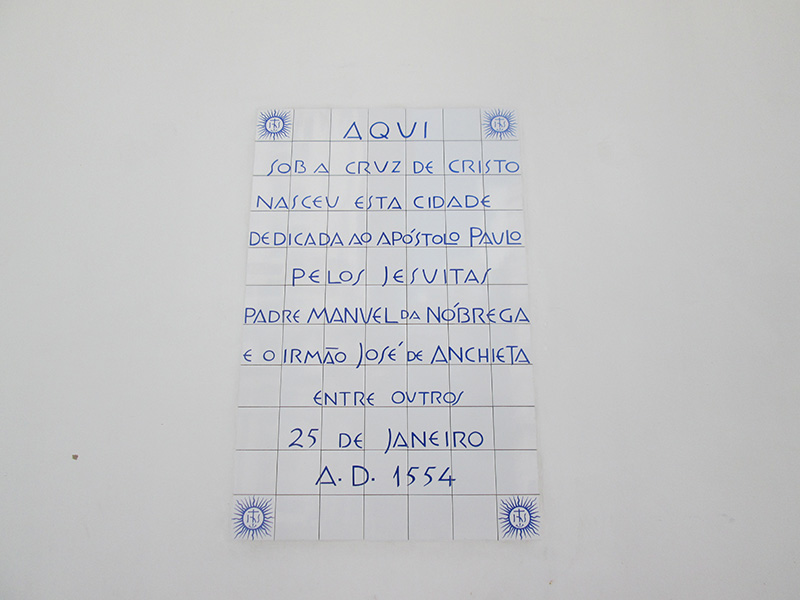 AQUI
SOB A CRUZ DE CRISTO
NASCEU ESTA CIDADE
DEDICADA AO APÓSTOLO PAULO
PELOS JESUITAS
PADRE MANUEL DA NÓBREGA
E O IRMÃO JOSÉ DE ANCHIETA
ENTRE OUTROS
25 DE JANEIRO
A.D. 1554